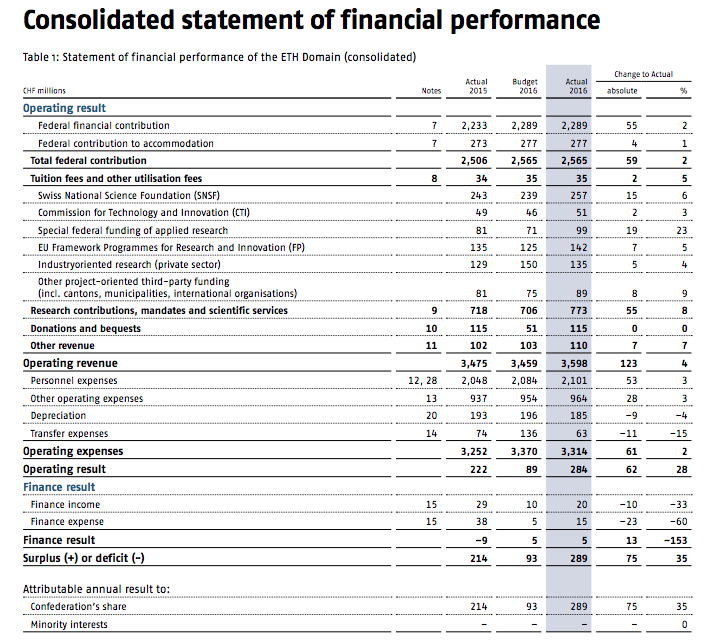 Consolidated statement of financial performance
Table 1: Statement of financial performance of the ETH Domain (consolidated)
Change to Actual
CHF millions Notes Actual 2015 Budget 2016 Actual 2016 absolute %
Operating result
Federal financial contribution 7 2,233 2,289 2,289 55 2
Federal contribution to accommodation 7 273 277 277 4 1
Total federal contribution 2,506 2,565 2,565 59 2
Tuition fees and other utilisation fees 8 34 35 35 2 5
Swiss National Science Foundation (SNSF) 243 239 257 15 6
Commission for Technology and Innovation (CTI) 49 46 51 2 3
Special federal funding of applied research 81 71 99 19 23
EU Framework Programmes for Research and Innovation (FP) 135 125 142 7 5
Industryoriented research (private sector) 129 150 135 5 4
Other project-oriented third-party funding
(incl. cantons, municipalities, international organisations) 81 75 89 8 9
Research contributions, mandates and scientific services 9 718 706 773 55 8
Donations and bequests 10 115 51 115 0 0
Other revenue 11 102 103 110 7 7
Operating revenue 3,475 3,459 3,598 123 4
Personnel expenses 12, 28 2,048 2,084 2,101 53 3
Other operating expenses 13 937 954 964 28 3
Depreciation 20 193 196 185 –9 –4
Transfer expenses 14 74 136 63 –11 –15
Operating expenses 3,252 3,370 3,314 61 2
Operating result 222 89 284 62 28
Finance result
Finance income 15 29 10 20 –10 –33
Finance expense 15 38 5 15 –23 –60
Finance result –9 5 5 13 –153
Surplus (+) or deficit (–) 214 93 289 75 35
Attributable annual result to:
Confederation's share 214 93 289 75 35
Minority interests – – – – 0